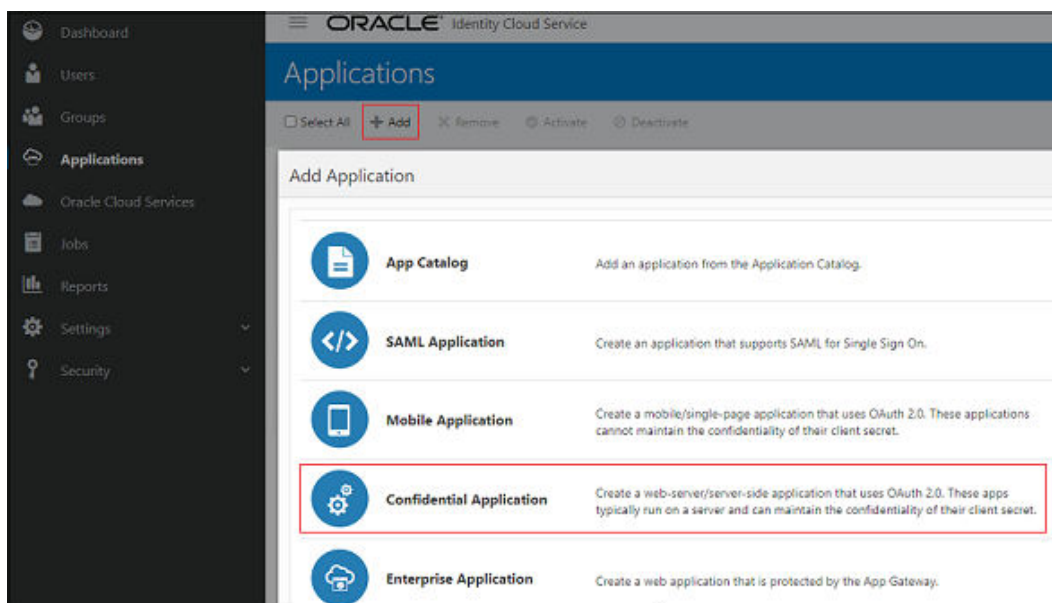 Dashboard
Users
Groups
Applications
Oracle Cloud Services
Jobs
Reports
Settings
Security
ORACLE® Identity Cloud Service
Applications
Select All + Add Remove Activate Deactivate
Add Application
App Catalog Add an application from the Application Catalog.
SAML Application Create an application that supports SAML for Single Sign On.
Mobile Application Create a mobile/single-page application that uses OAuth 2.0. These applications
cannot maintain the confidentiality of their client secret.
Confidential Application Create a web-server/server-side application that uses OAuth 2.0. These apps
typically run on a server and can maintain the confidentiality of their client secret.
Enterprise Application Create a web application that is protected by the App Gateway.